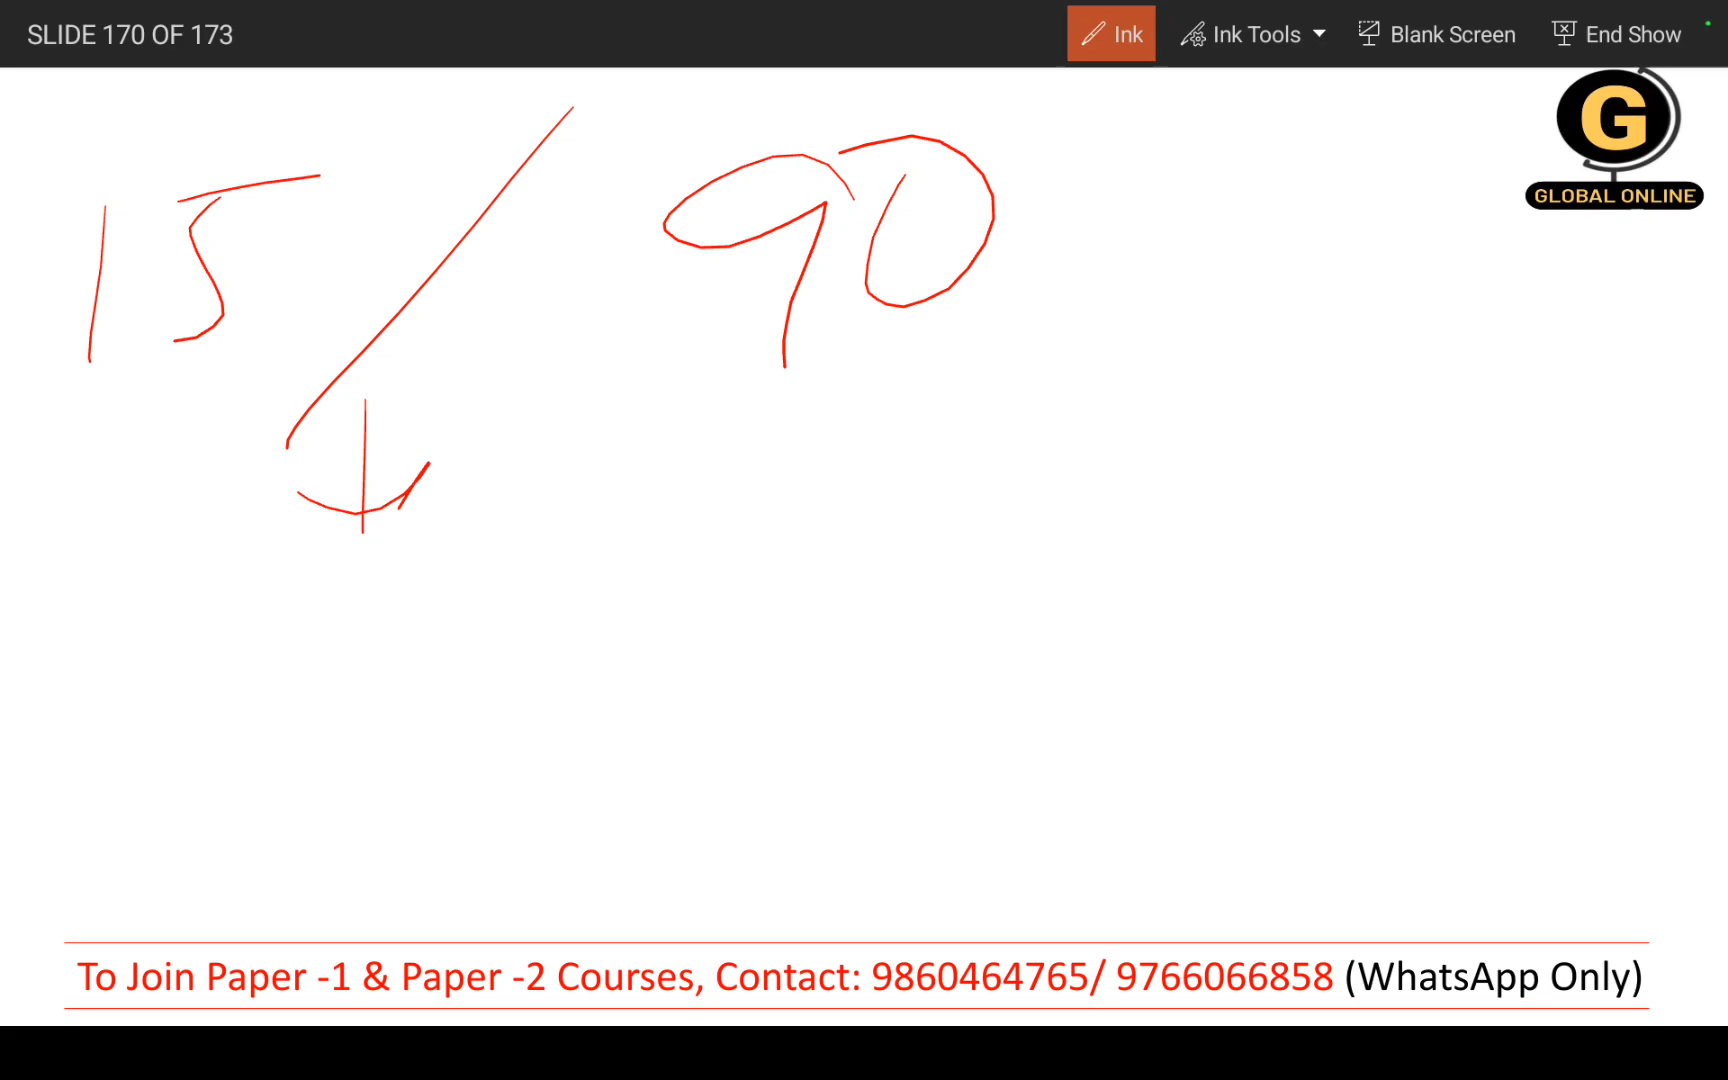 SLIDE 170 OF 173 Ink Ink Tools Blank Screen End Show
G
GLOBAL ONLINE
15 / 90
To Join Paper -1 & Paper -2 Courses, Contact: 9860464765/ 9766066858 (WhatsApp Only)